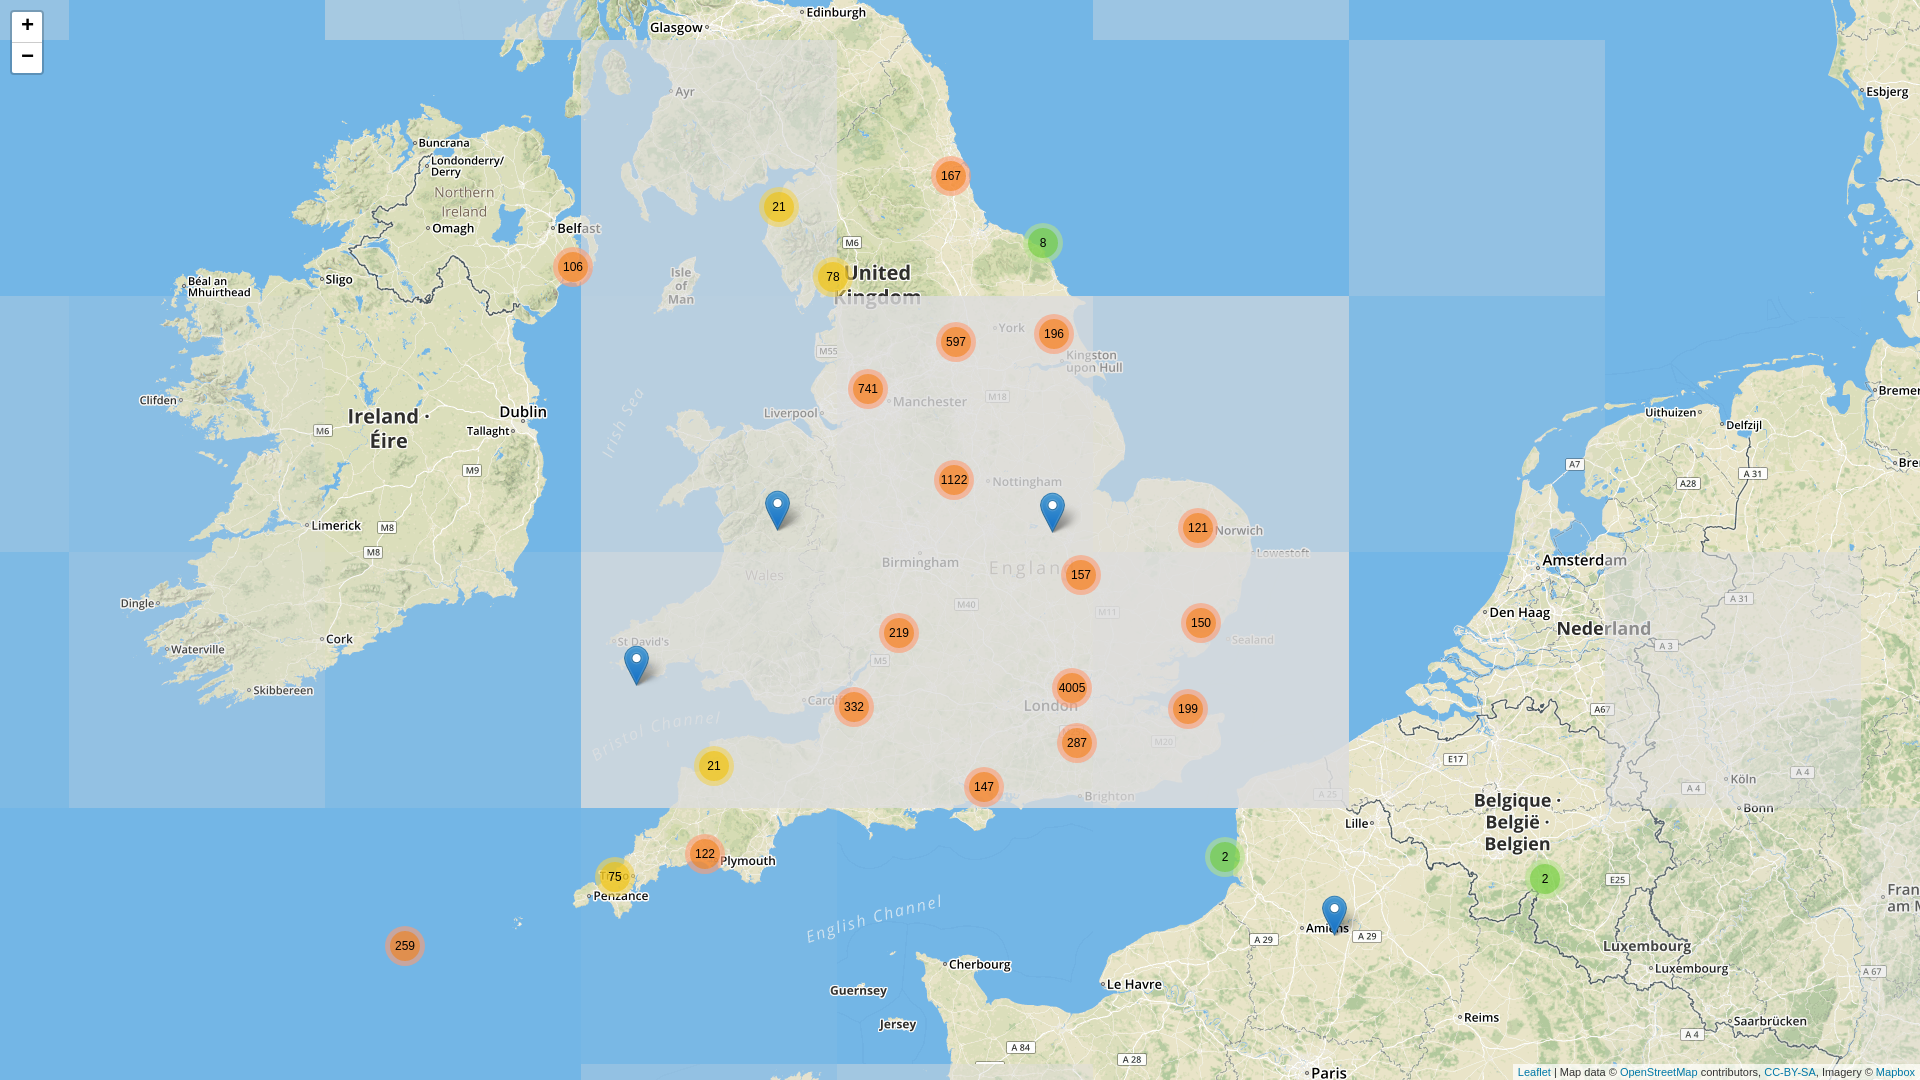 +
−
Edinburgh
Glasgow
Ayr
Esbjerg
Buncrana
Londonderry/
Derry
Northern
Ireland
Omagh
Belfast
Sligo
Béal an
Mhuirthead
106
21
167
8
M6
78
United
Kingdom
Isle
of
Man
597
York
196
Kingston
upon Hull
M55
741
Manchester
M18
Liverpool
Irish Sea
Clifden
Ireland ·
Éire
M6
Dublin
Tallaght
M9
Limerick
M8
M8
Dingle
Cork
Waterville
Skibbereen
1122
Nottingham
121
Norwich
Lowestoft
Birmingham
Wales
157
M40
M11
219
150
Sealand
M5
St David's
4005
London
199
Cardi
332
287
M20
Bristol Channel
21
147
Brighton
A 25
122
Plymouth
75
Penzance
259
English Channel
2
Guernsey
Jersey
Cherbourg
Le Havre
A 84
A 28
A 29
Amiens
A 29
Paris
Reims
Lille
E17
Belgique ·
België ·
Belgien
2
E25
Luxembourg
Luxembourg
Saarbrücken
A 4
A 67
Fran
am M
Bonn
Köln
A 4
A 4
A67
A 3
A 31
Nederland
Den Haag
Amsterdam
A7
A28
A 31
Uithuizen
Delfzijl
Bremer
Bre
Leaflet | Map data © OpenStreetMap contributors, CC-BY-SA, Imagery © Mapbox